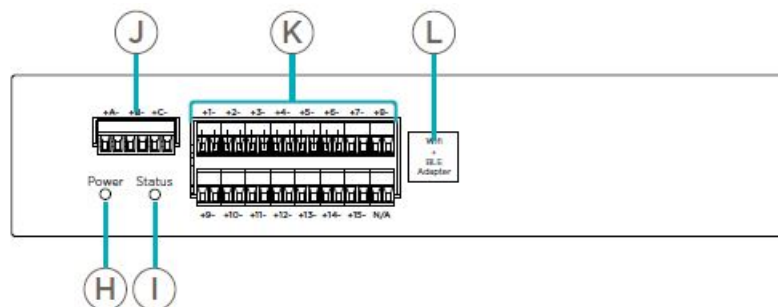 J
K
L
+A- +B- +C-
+1- +2- +3- +4- +5- +6- +7- +8-
Wifi
+
BLE
Adapter
Power Status
+9- +10- +11- +12- +13- +14- +15- N/A
H
I